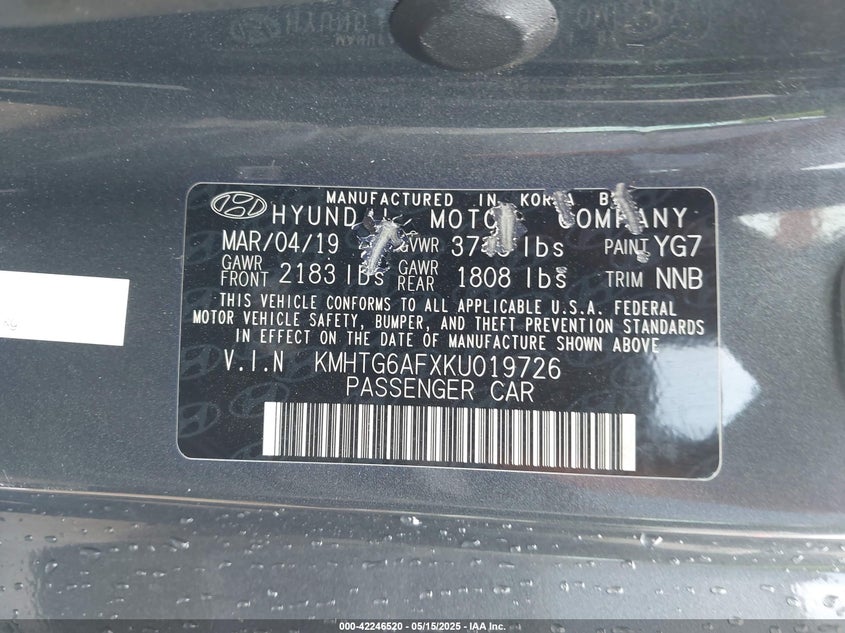 MANUFACTURED IN KOREA BY
HYUNDAI MOTOR COMPANY
MAR/04/19 GVWR lbs PAINT YG7
GAWR FRONT 2183 lbs GAWR REAR 1808 lbs TRIM NNB
THIS VEHICLE CONFORMS TO ALL APPLICABLE U.S.A. FEDERAL
MOTOR VEHICLE SAFETY, BUMPER, AND THEFT PREVENTION STANDARDS
IN EFFECT ON THE DATE OF MANUFACTURE SHOWN ABOVE
V.I.N KMHTG6AFXKU019726
PASSENGER CAR
000-42246520 - 05/15/2025 - IAA Inc.